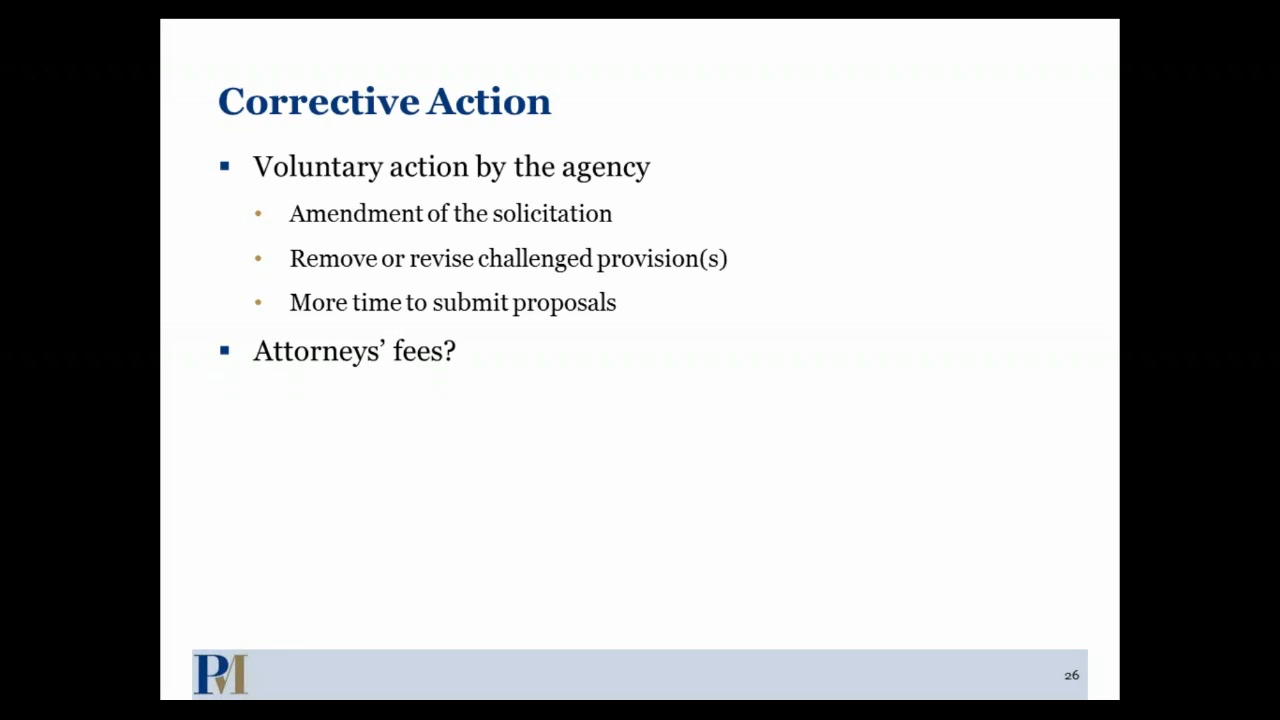 Corrective Action
Voluntary action by the agency
Amendment of the solicitation
Remove or revise challenged provision(s)
More time to submit proposals
Attorneys’ fees?
PM
26